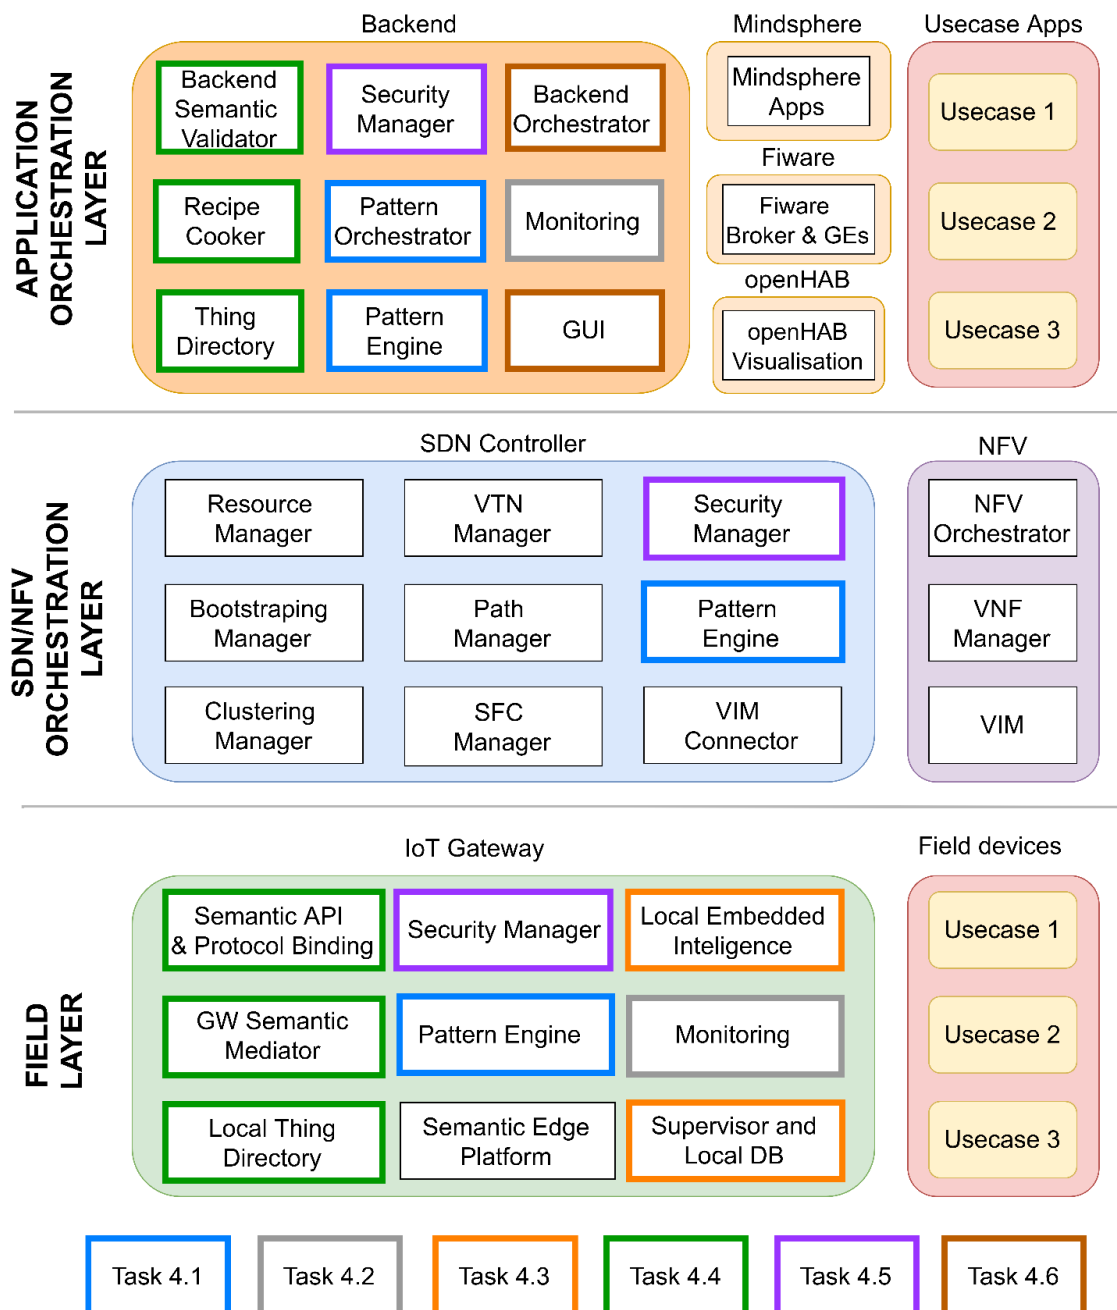 Backend
Mindsphere
Usecase Apps
APPLICATION
ORCHESTRATION
LAYER
Backend
Semantic
Validator
Security
Manager
Backend
Orchestrator
Mindsphere
Apps
Usecase 1
Fiware
Recipe
Cooker
Pattern
Orchestrator
Monitoring
Fiware
Broker & GEs
Usecase 2
openHAB
Thing
Directory
Pattern
Engine
GUI
openHAB
Visualisation
Usecase 3
SDN Controller
NFV
SDN/NFV
ORCHESTRATION
LAYER
Resource
Manager
VTN
Manager
Security
Manager
NFV
Orchestrator
Bootstraping
Manager
Path
Manager
Pattern
Engine
VNF
Manager
Clustering
Manager
SFC
Manager
VIM
Connector
VIM
IoT Gateway
Field devices
FIELD
LAYER
Semantic API
& Protocol Binding
Security Manager
Local Embedded
Inteligence
Usecase 1
GW Semantic
Mediator
Pattern Engine
Monitoring
Usecase 2
Local Thing
Directory
Semantic Edge
Platform
Supervisor and
Local DB
Usecase 3
Task 4.1
Task 4.2
Task 4.3
Task 4.4
Task 4.5
Task 4.6